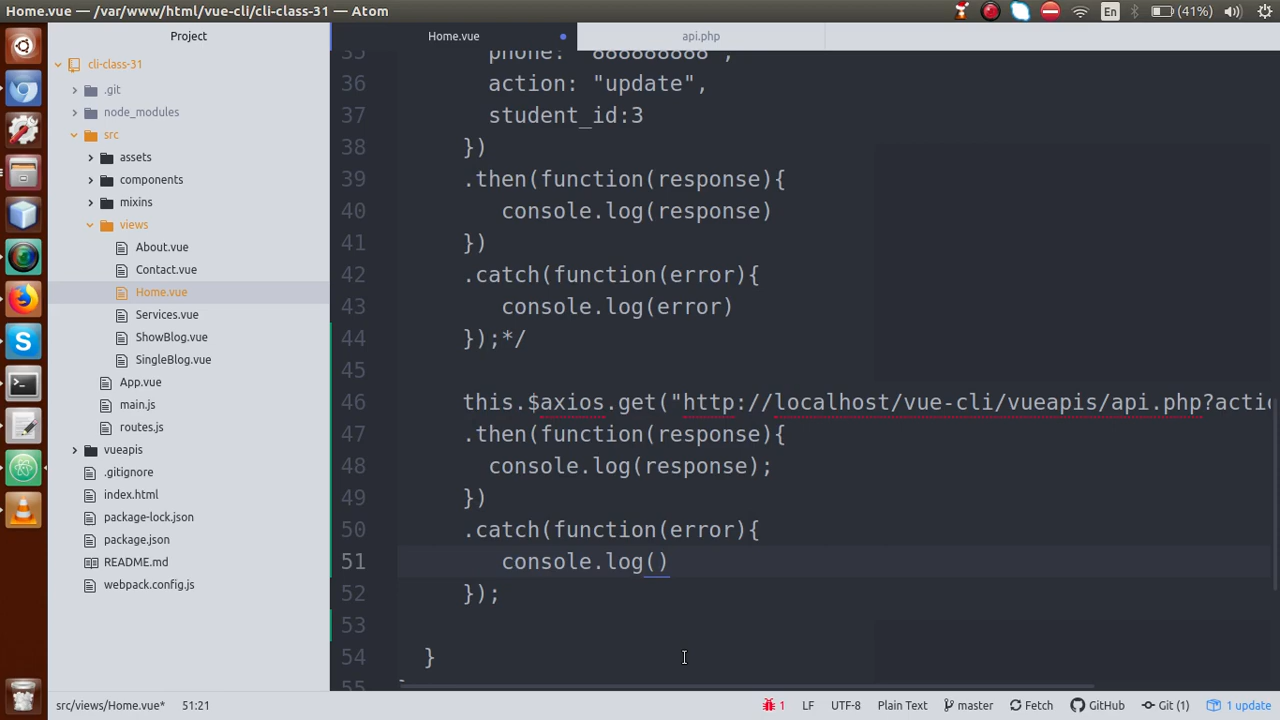 Home.vue — /var/www/html/vue-cli/cli-class-31 — Atom
En
(41%)
Project
Home.vue
api.php
cli-class-31
.git
node_modules
src
assets
components
mixins
views
About.vue
Contact.vue
Home.vue
Services.vue
ShowBlog.vue
SingleBlog.vue
App.vue
main.js
routes.js
vueapis
.gitignore
index.html
package-lock.json
package.json
README.md
webpack.config.js
35 phone: "888888888",
36 action: "update",
37 student_id:3
38 })
39 .then(function(response){
40 console.log(response)
41 })
42 .catch(function(error){
43 console.log(error)
44 });*/
45
46 this.$axios.get("http://localhost/vue-cli/vueapis/api.php?actio
47 .then(function(response){
48 console.log(response);
49 })
50 .catch(function(error){
51 console.log()
52 });
53
54 }
55
src/views/Home.vue* 51:21
1 LF UTF-8 Plain Text master Fetch GitHub Git (1) 1 update